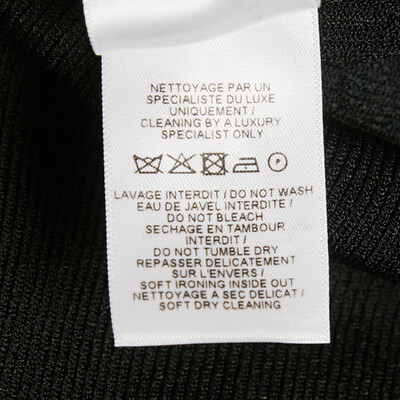 NETTOYAGE PAR UN
SPECIALISTE DU LUXE
UNIQUEMENT /
CLEANING BY A LUXURY
SPECIALIST ONLY
P
LAVAGE INTERDIT / DO NOT WASH
EAU DE JAVEL INTERDITE /
DO NOT BLEACH
SECHAGE EN TAMBOUR
INTERDIT /
DO NOT TUMBLE DRY
REPASSER DELICATEMENT
SUR L'ENVERS /
SOFT IRONING INSIDE OUT
NETTOYAGE A SEC DELICAT /
SOFT DRY CLEANING